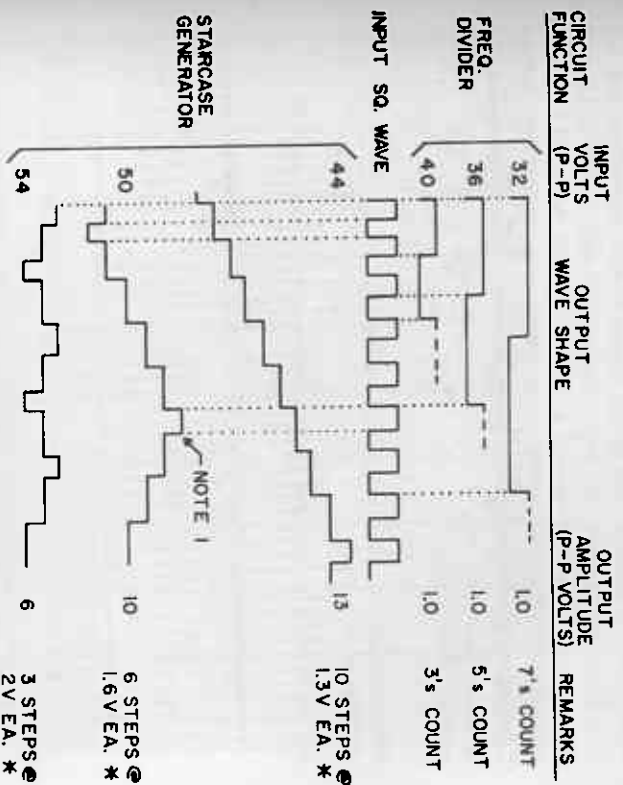 CIRCUIT FUNCTION
INPUT VOLTS (P-P)
OUTPUT WAVE SHAPE
OUTPUT AMPLITUDE (P-P VOLTS)
REMARKS
FREQ. DIVIDER
32
1.0
7's COUNT
36
1.0
5's COUNT
40
1.0
3's COUNT
INPUT SQ. WAVE
STAIRCASE GENERATOR
44
13
10 STEPS @
1.3V EA. *
50
NOTE 1
10
6 STEPS @
1.6V EA. *
54
6
3 STEPS @
2V EA. *